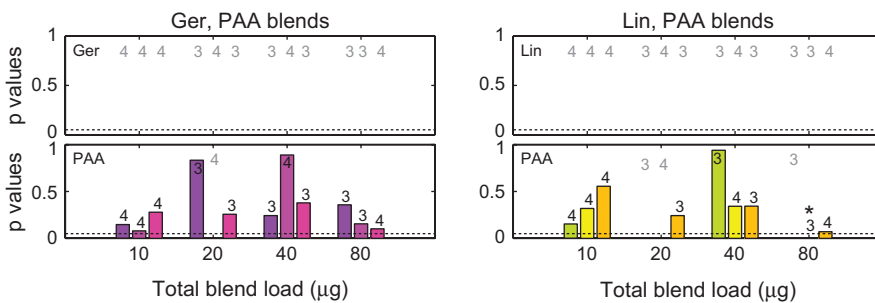 Ger, PAA blends
Lin, PAA blends
p values
1
0.5
0
Ger
4 4 4 3 4 3 3 4 3 3 3 4
1
0.5
0
Lin
4 4 4 3 4 3 3 4 3 3 3 4
p values
1
0.5
0
PAA
4 4 4 3 4 3 3 4 3 3 3 4
10 20 40 80
Total blend load (μg)
1
0.5
0
PAA
4 4 4 3 4 3 3 4 3 3 * 3 4
10 20 40 80
Total blend load (μg)